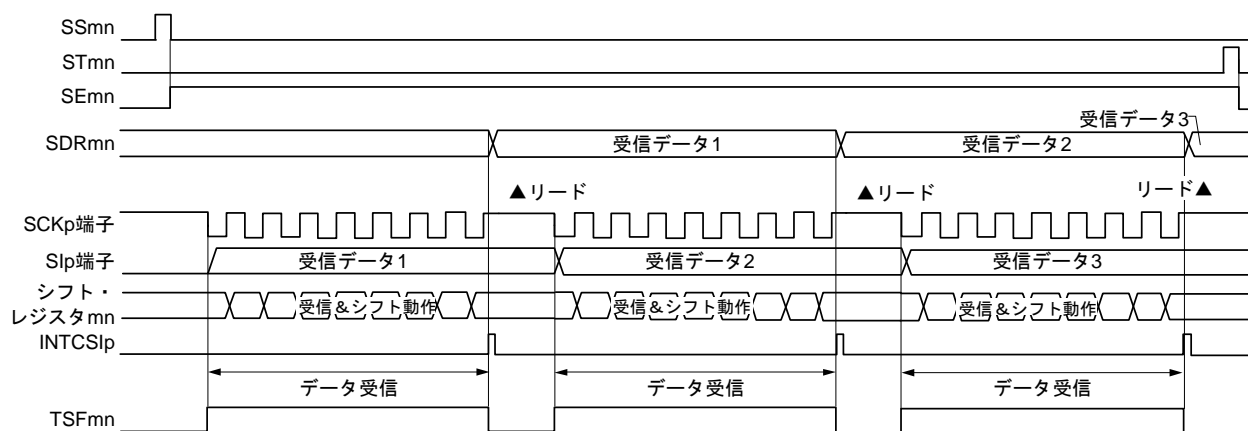 SSmn
STmn
SEmn
受信データ3
SDRmn
受信データ1
受信データ2
▲リード
▲リード
リード▲
SCKp端子
SIp端子
受信データ1
受信データ2
受信データ3
シフト・
レジスタmn
受信&シフト動作
受信&シフト動作
受信&シフト動作
INTCSIp
データ受信
データ受信
データ受信
TSFmn